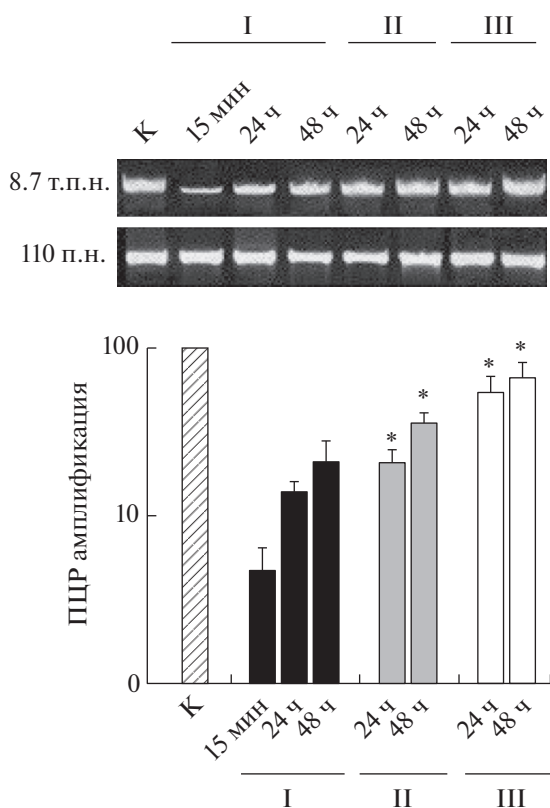 I II III
К 15 мин 24 ч 48 ч 24 ч 48 ч 24 ч 48 ч
8.7 т.п.н.
110 п.н.
ПЦР амплификация
100
10
0
* * * *
К 15 мин 24 ч 48 ч 24 ч 48 ч 24 ч 48 ч
I II III